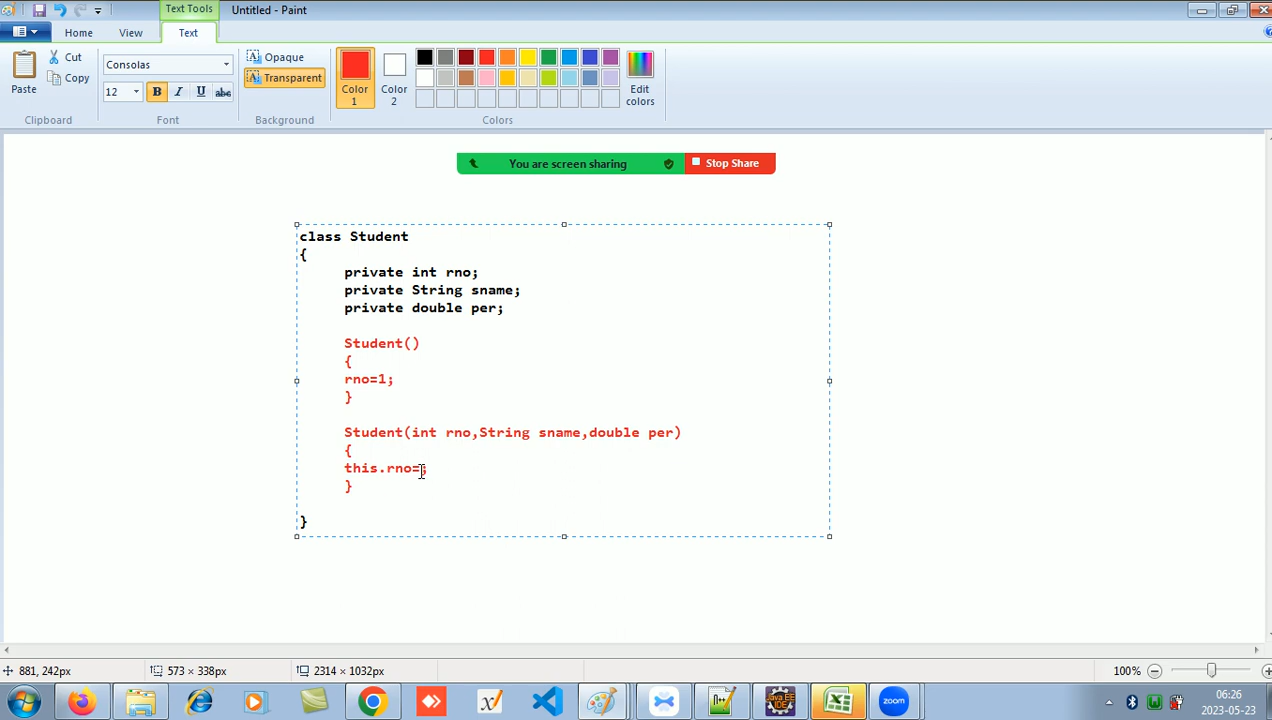 Text Tools
Untitled - Paint
Home
View
Text
Paste
Cut
Copy
Clipboard
Consolas
12
B
I
U
abc
Font
Opaque
Transparent
Background
Color
1
Color
2
Edit
colors
Colors
You are screen sharing
Stop Share
class Student
{
private int rno;
private String sname;
private double per;
Student()
{
rno=1;
}
Student(int rno,String sname,double per)
{
this.rno=;
}
}
881, 242px
573 × 338px
2314 × 1032px
100%
zoom
06:26
2023-05-23